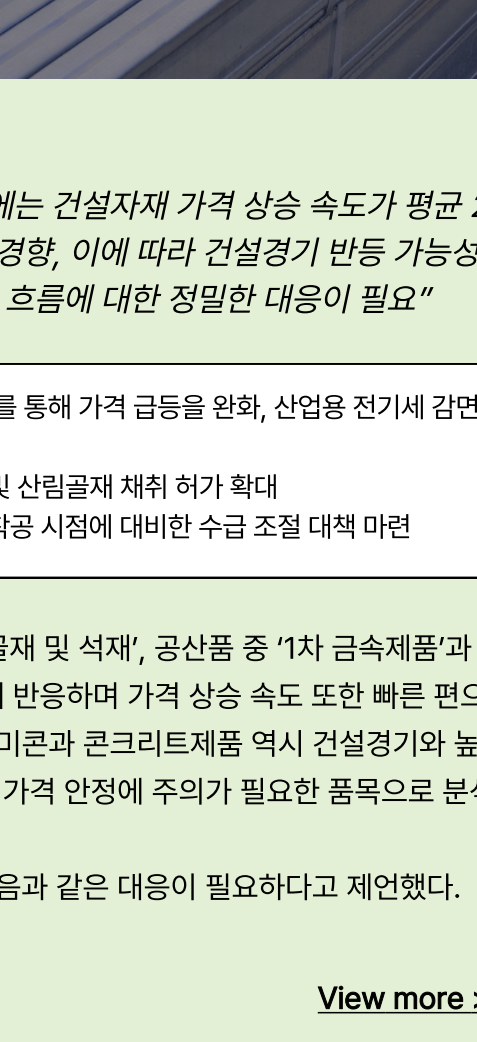 에는 건설자재 가격 상승 속도가 평균
경향, 이에 따라 건설경기 반등 가능성
흐름에 대한 정밀한 대응이 필요”
를 통해 가격 급등을 완화, 산업용 전기세 감면
및 산림골재 채취 허가 확대
착공 시점에 대비한 수급 조절 대책 마련
골재 및 석재’, 공산품 중 ‘1차 금속제품’과
반응하며 가격 상승 속도 또한 빠른 편으
미콘과 콘크리트제품 역시 건설경기와 높
가격 안정에 주의가 필요한 품목으로 분석
음과 같은 대응이 필요하다고 제언했다.
View more >